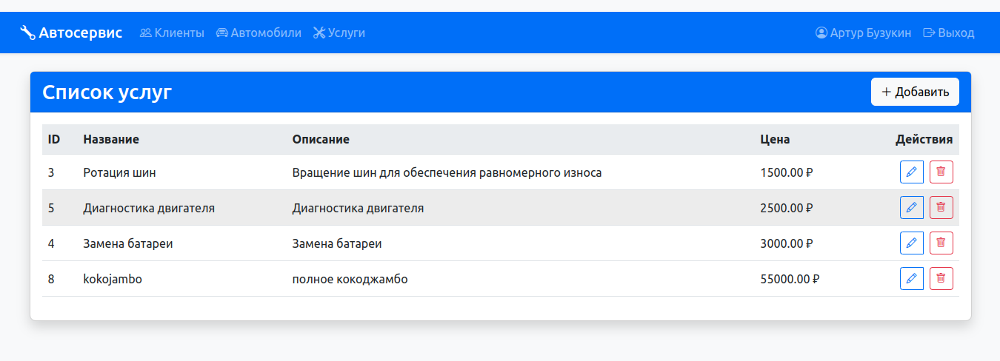 Автосервис Клиенты Автомобили Услуги Артур Бузукин Выход
Список услуг + Добавить
ID Название Описание Цена Действия
3 Ротация шин Вращение шин для обеспечения равномерного износа 1500.00 ₽
5 Диагностика двигателя Диагностика двигателя 2500.00 ₽
4 Замена батареи Замена батареи 3000.00 ₽
8 kokojambo полное кокоджамбо 55000.00 ₽